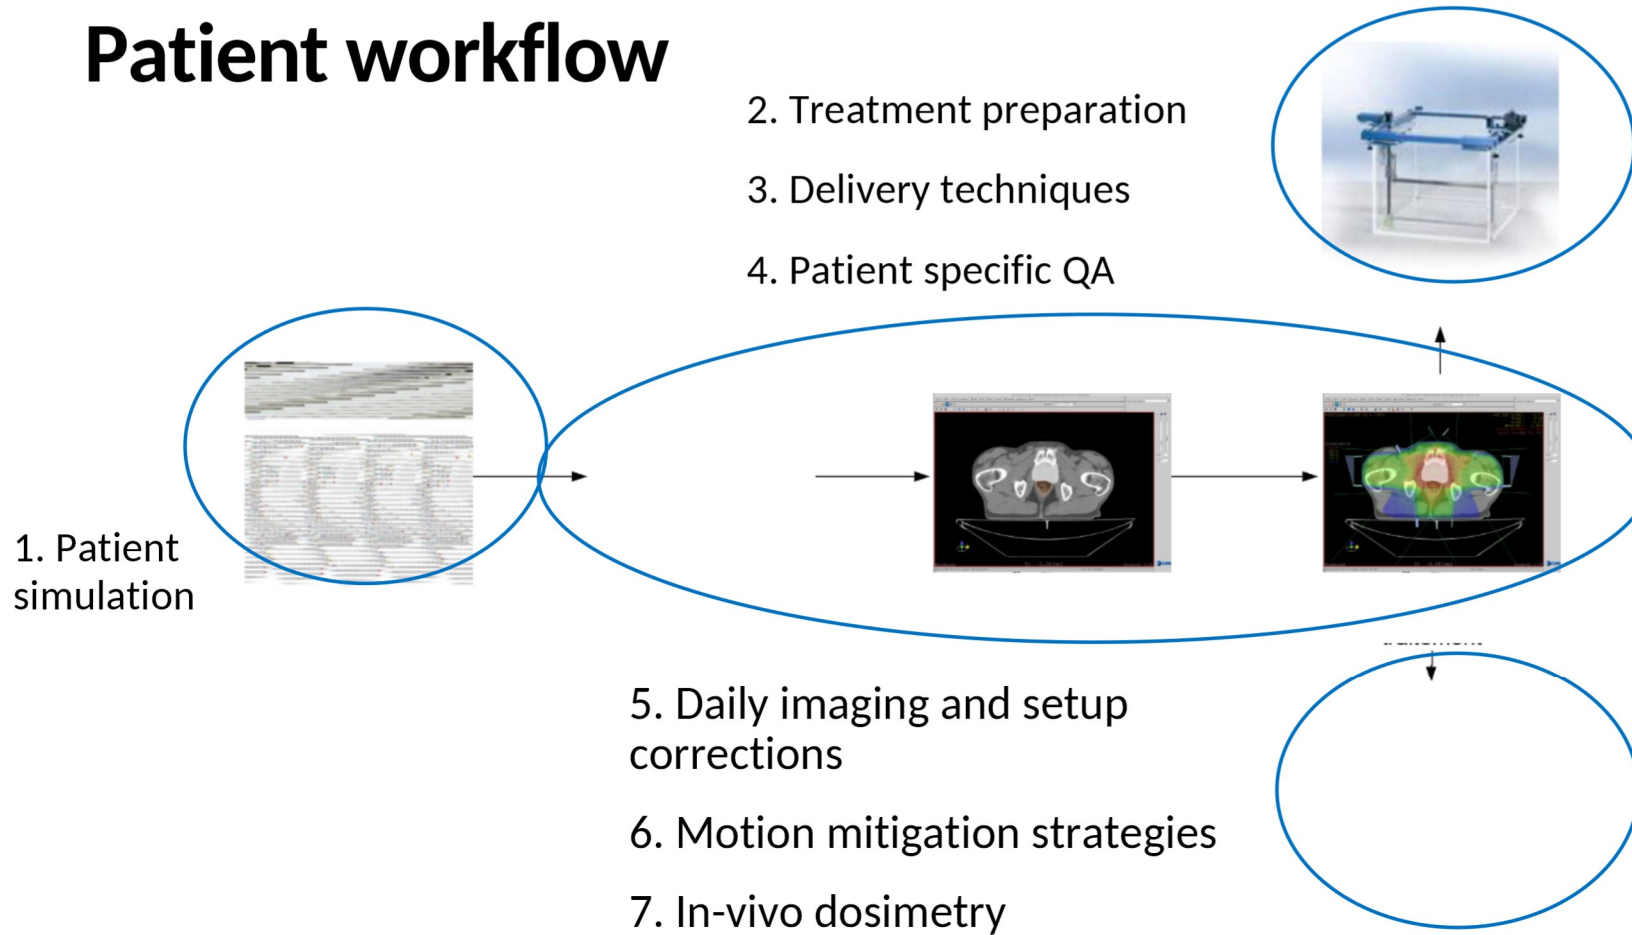 Patient workflow
2. Treatment preparation
3. Delivery techniques
4. Patient specific QA
1. Patient
simulation
5. Daily imaging and setup
corrections
6. Motion mitigation strategies
7. In-vivo dosimetry